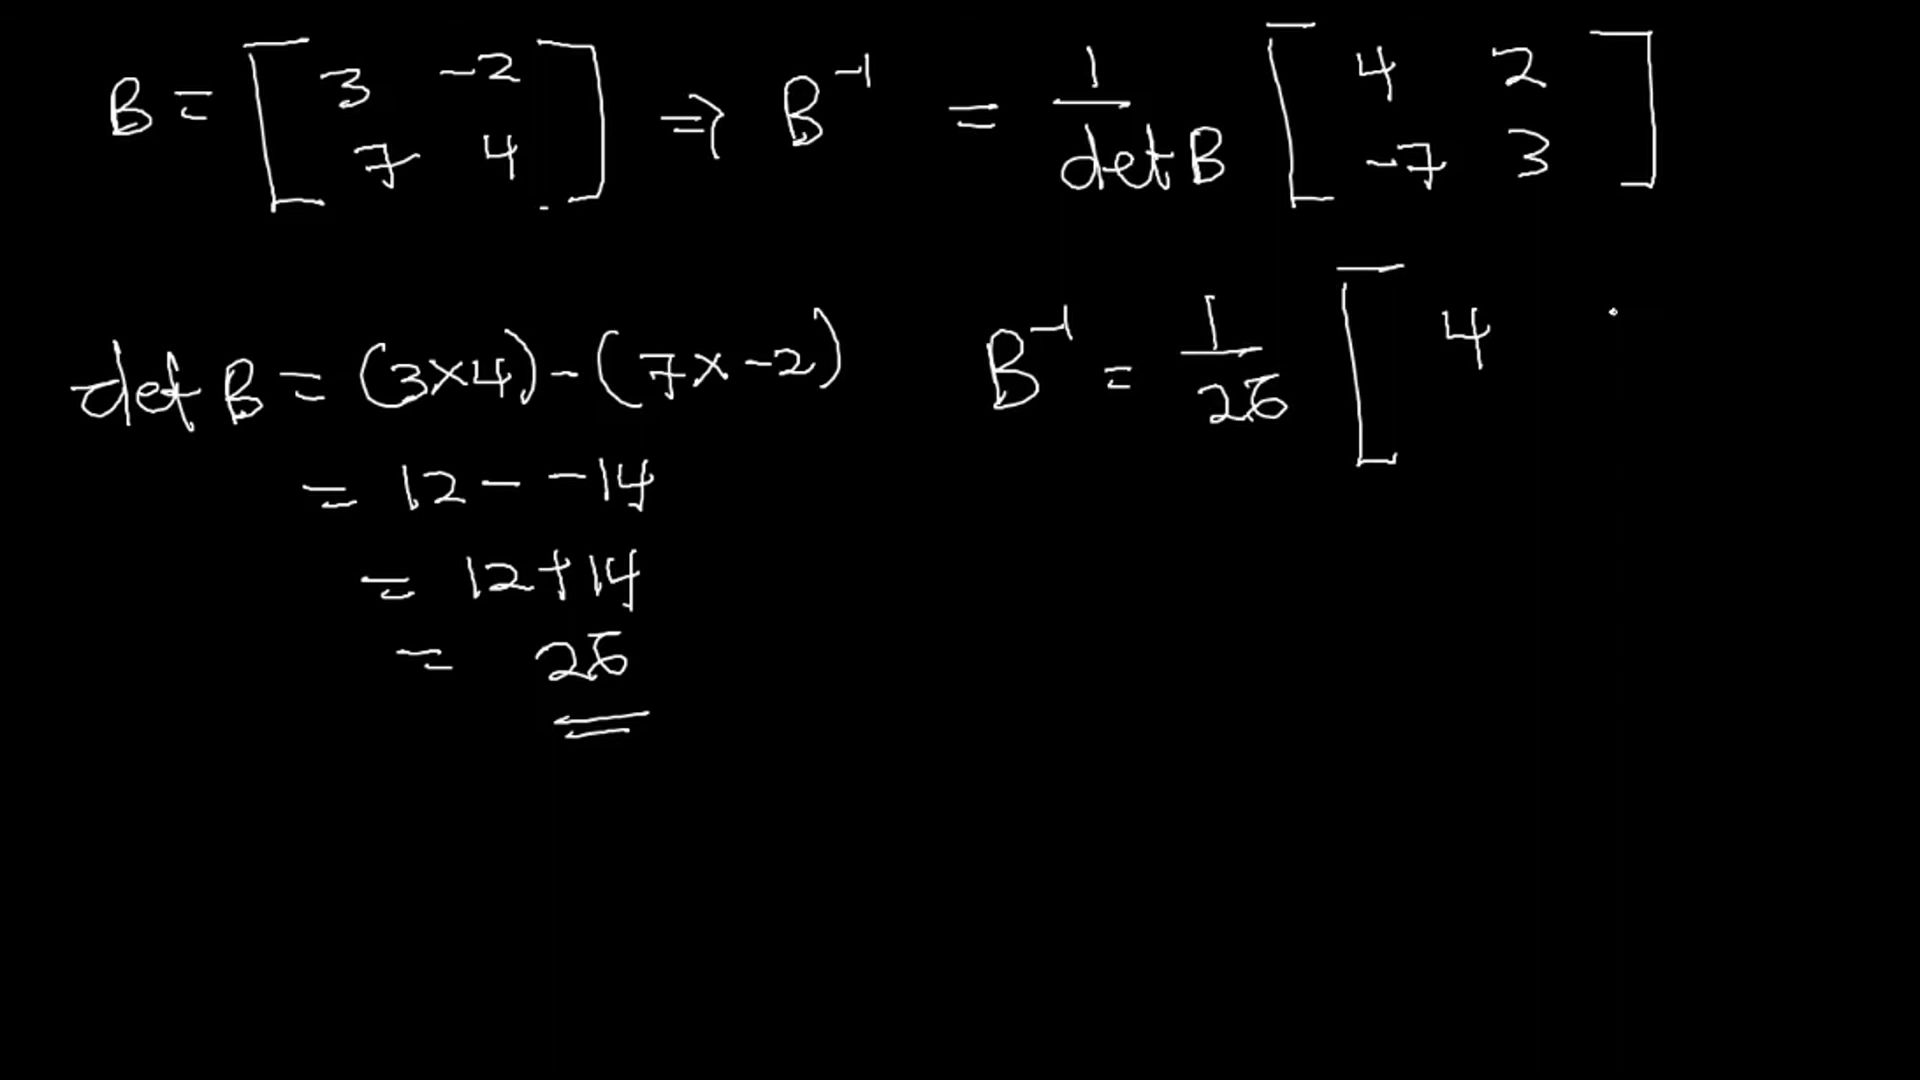 B = [ 3 -2 7 4 ] ⇒ B⁻¹ = 1/det B [ 4 2 -7 3 ]
det B = (3×4) - (7×-2)
= 12 - -14
= 12+14
= 26
B⁻¹ = 1/26 [ 4